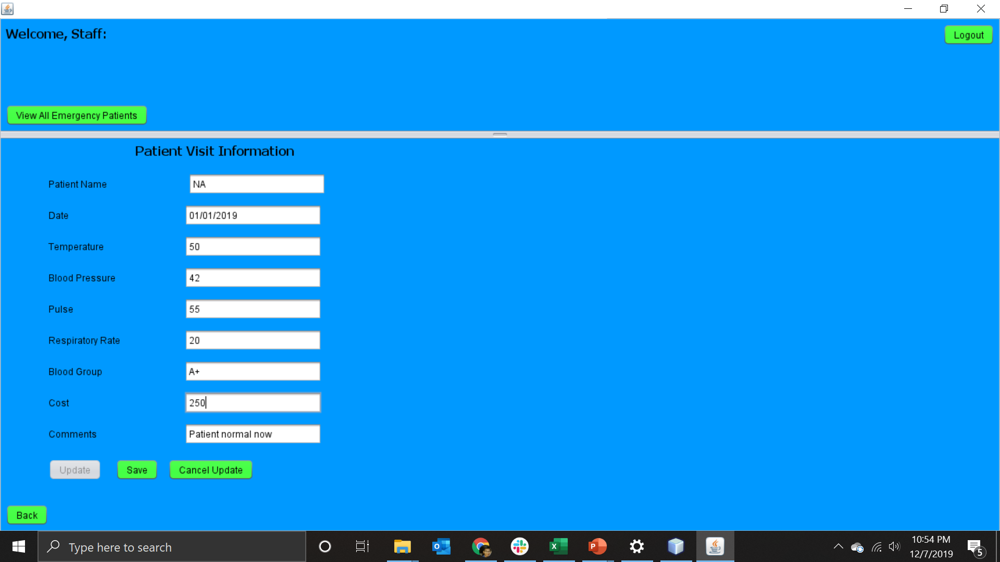 Welcome, Staff:
Logout
View All Emergency Patients
Patient Visit Information
Patient Name NA
Date 01/01/2019
Temperature 50
Blood Pressure 42
Pulse 55
Respiratory Rate 20
Blood Group A+
Cost 250
Comments Patient normal now
Update Save Cancel Update
Back
Type here to search
10:54 PM
12/7/2019
5